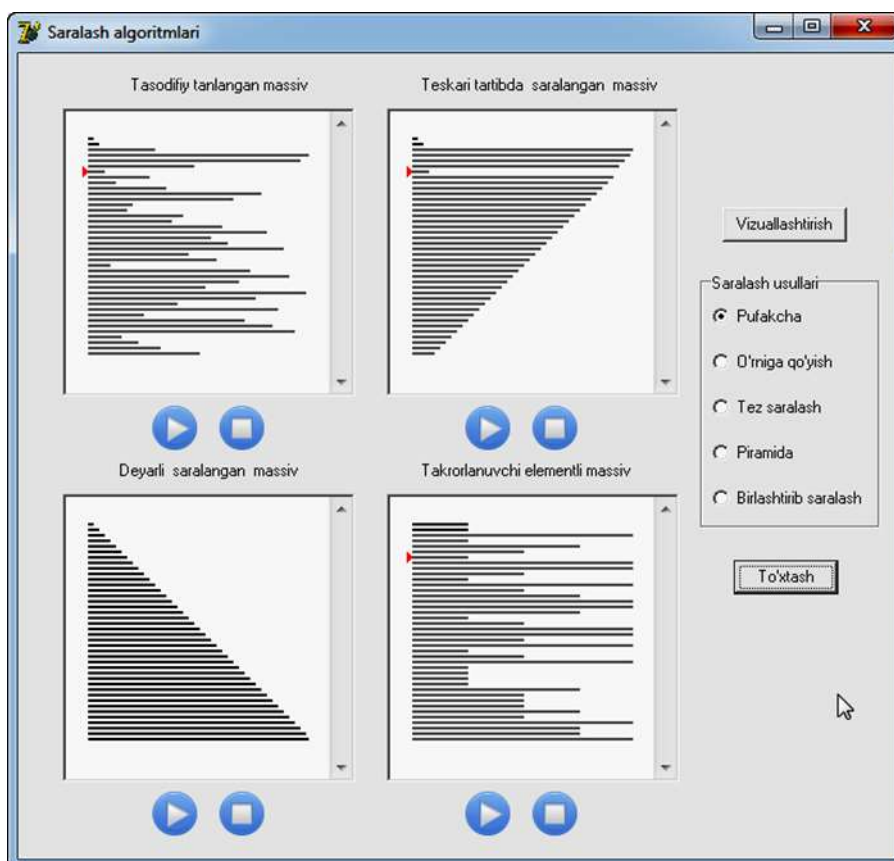 Saralash algoritmlari
Tasodifiy tanlangan massiv
Teskari tartibda saralangan massiv
Vizuallashtirish
Saralash usullari
Pufakcha
O'rniga qo'yish
Tez saralash
Piramida
Birlashtirib saralash
Deyarli saralangan massiv
Takrorlanuvchi elementli massiv
To'xtash